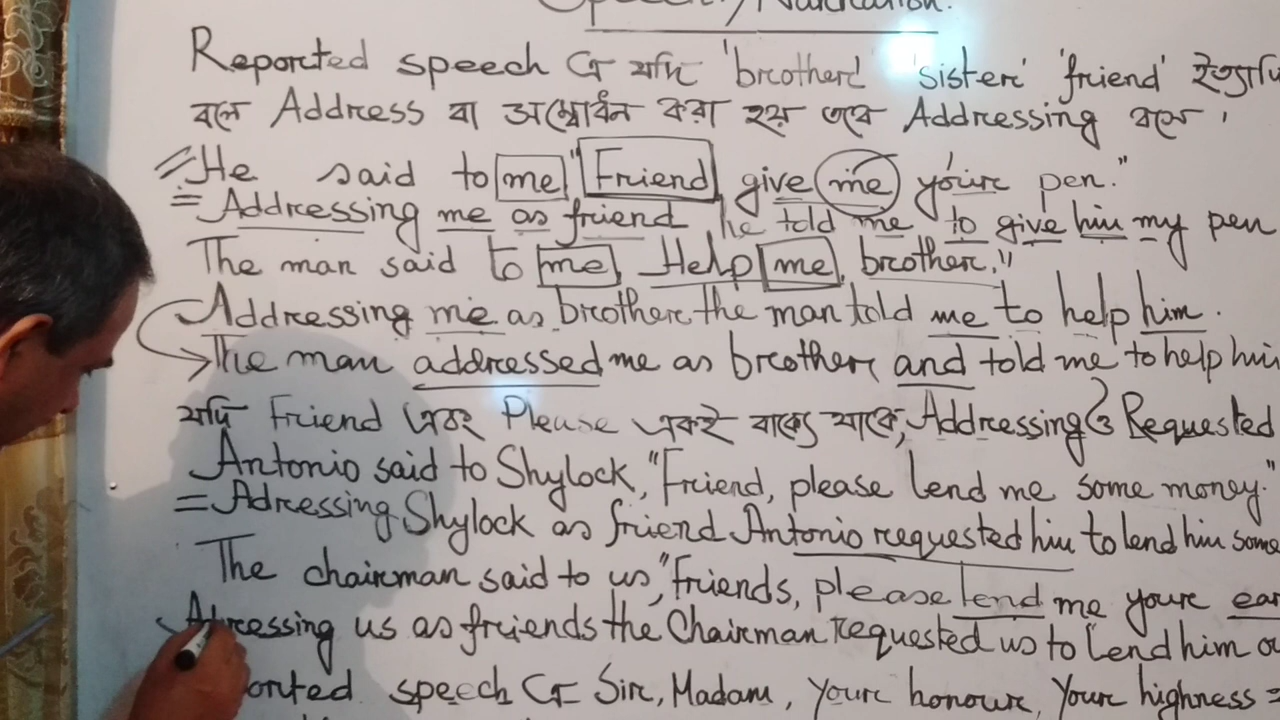 Speech/Narration.
Reported speech এ যদি 'brother' 'sister' 'friend' ইত্যাদি
বলে Address বা সম্বোধন করা হয় তবে Addressing বসে।
He said to me "Friend, give me your pen."
= Addressing me as friend he told me to give him my pen
The man said to me, Help me, brother."
Addressing me as brother the man told me to help him.
The man addressed me as brother and told me to help him
যদি Friend এবং Please একই বাক্যে থাকে, Addressing ও Requested
Antonio said to Shylock, "Friend, please lend me some money."
= Adressing Shylock as friend Antonio requested him to lend him some
The chairman said to us, "friends, please lend me your ear
Adressing us as friends the Chairman requested us to lend him
speech এ Sir, Madam, Your honour, Your highness =